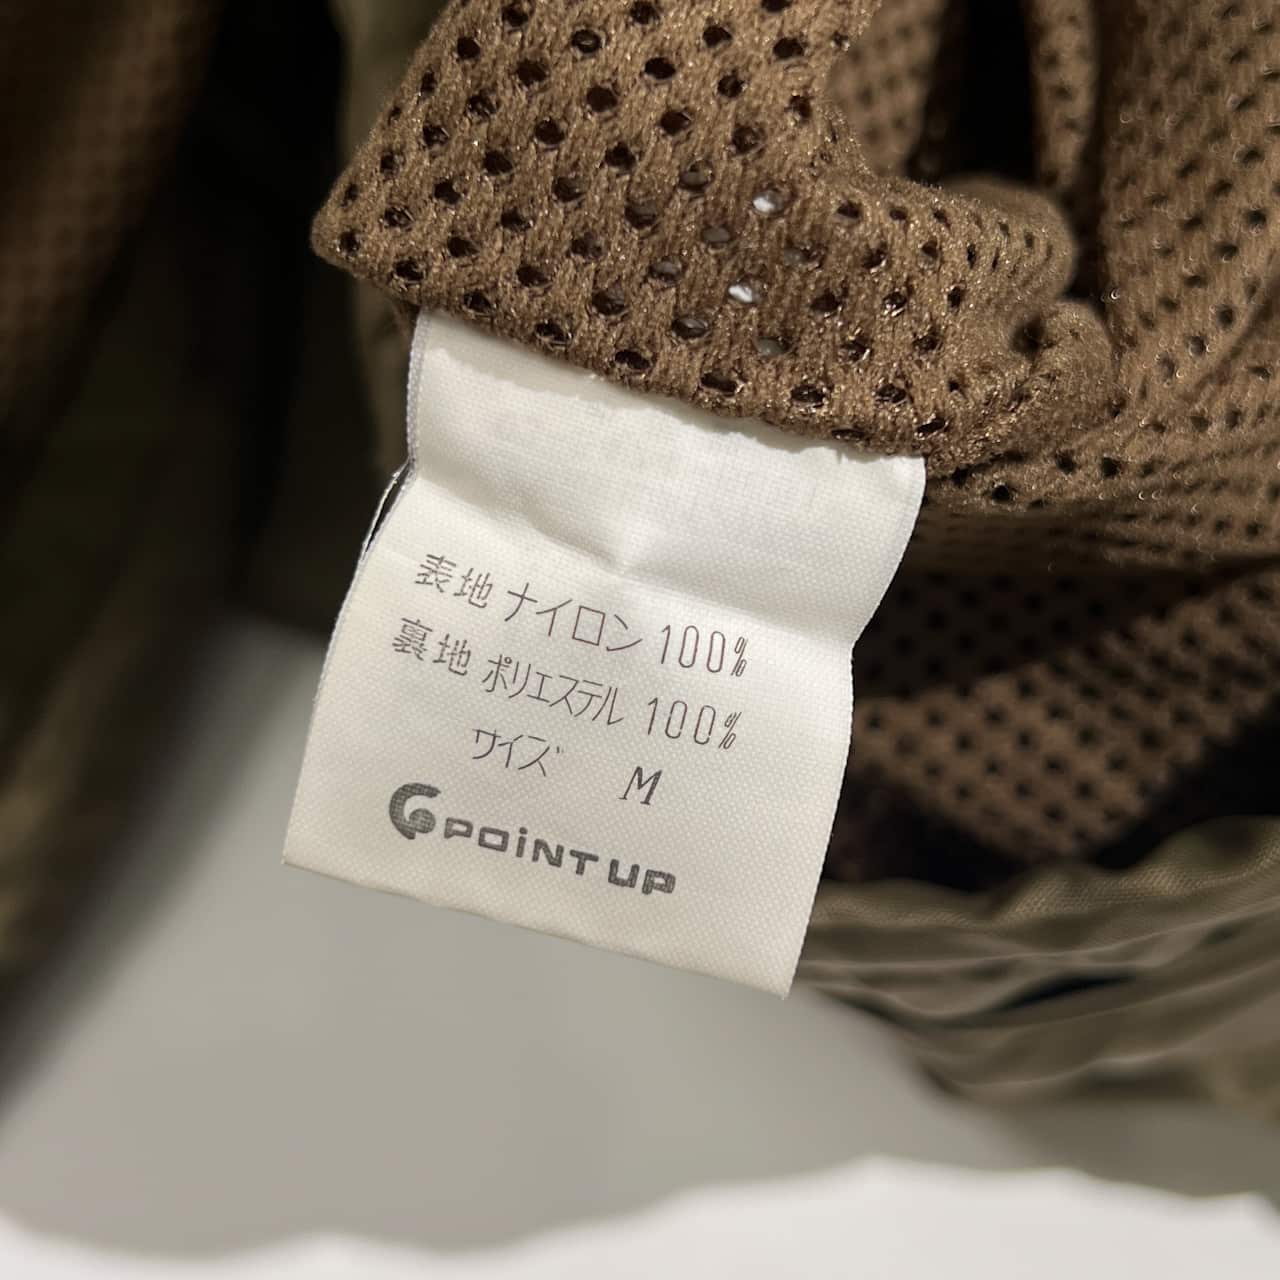 表地 ナイロン 100%
裏地 ポリエステル 100%
サイズ M
POINT UP